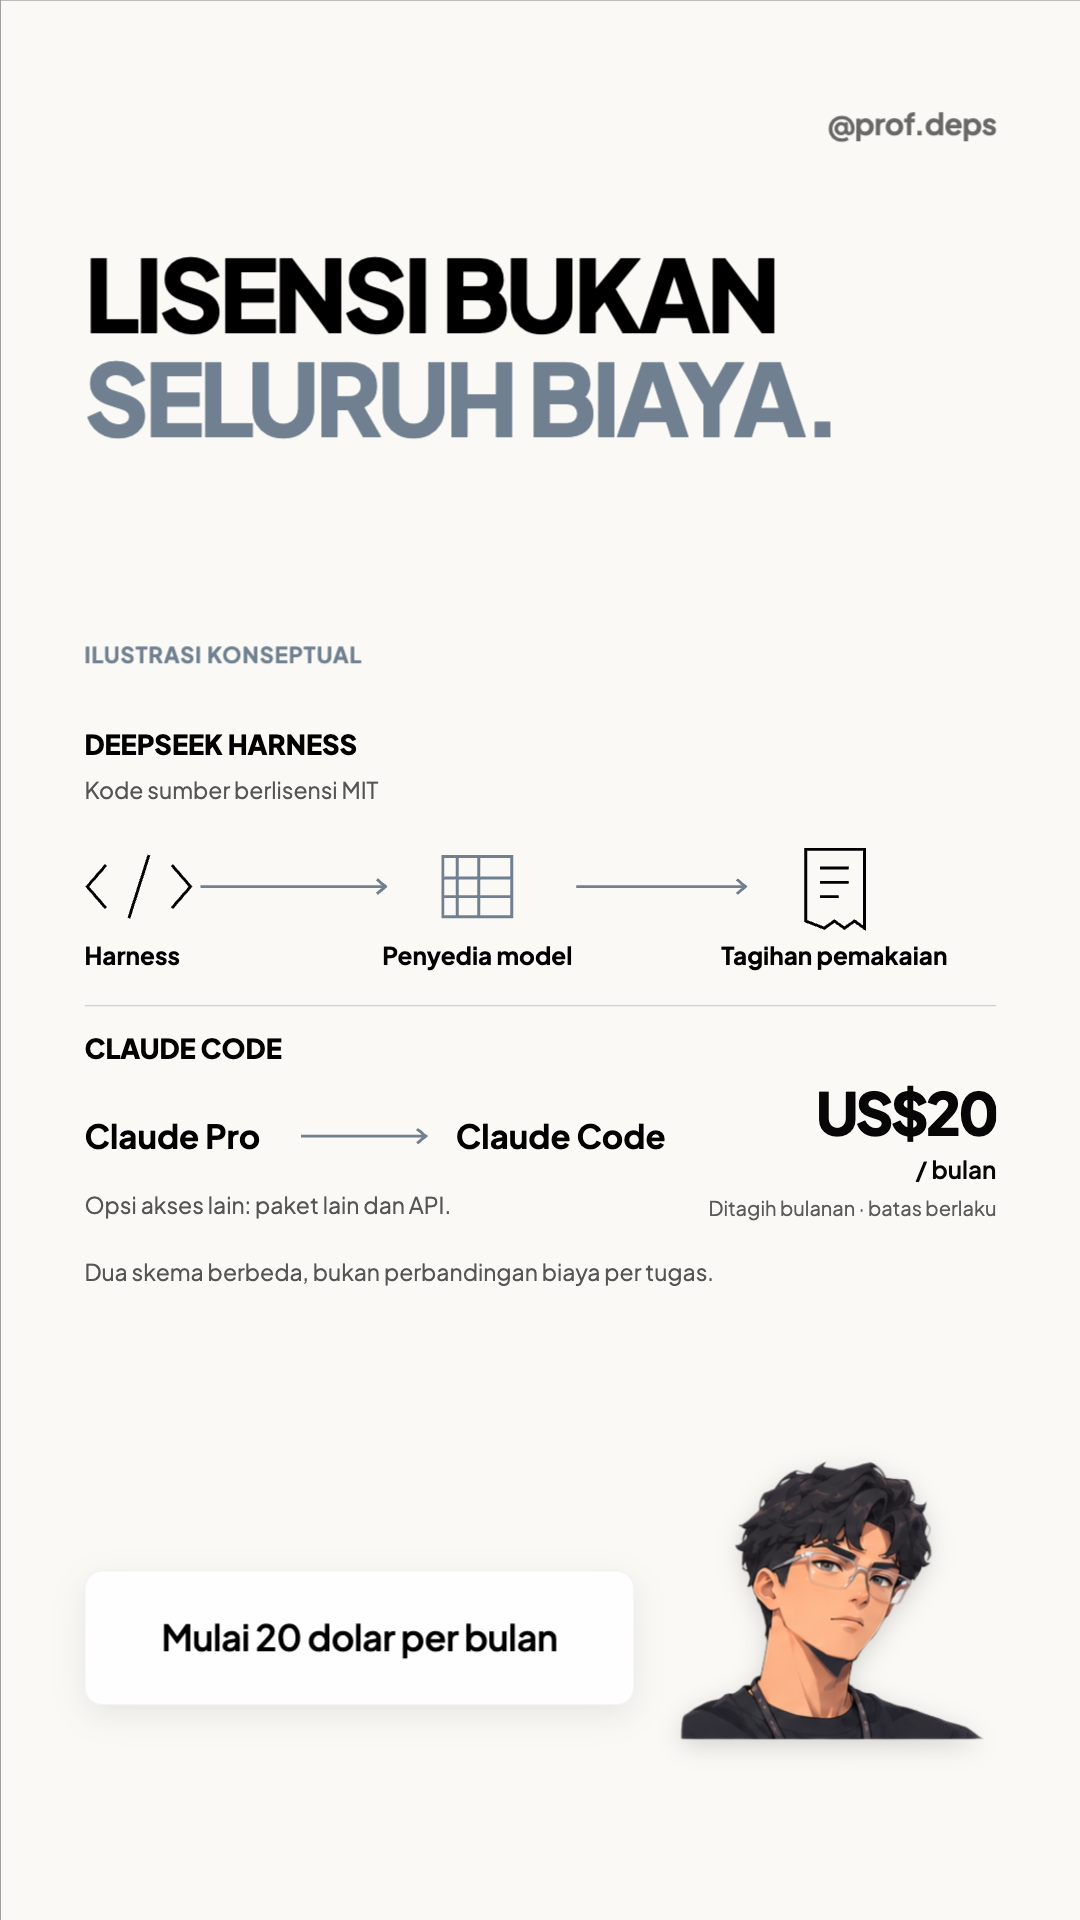 @prof.deps
LISENSI BUKAN
SELURUH BIAYA.
ILUSTRASI KONSEPTUAL
DEEPSEEK HARNESS
Kode sumber berlisensi MIT
Harness
Penyedia model
Tagihan pemakaian
CLAUDE CODE
Claude Pro
Claude Code
US$20
/ bulan
Opsi akses lain: paket lain dan API.
Ditagih bulanan · batas berlaku
Dua skema berbeda, bukan perbandingan biaya per tugas.
Mulai 20 dolar per bulan